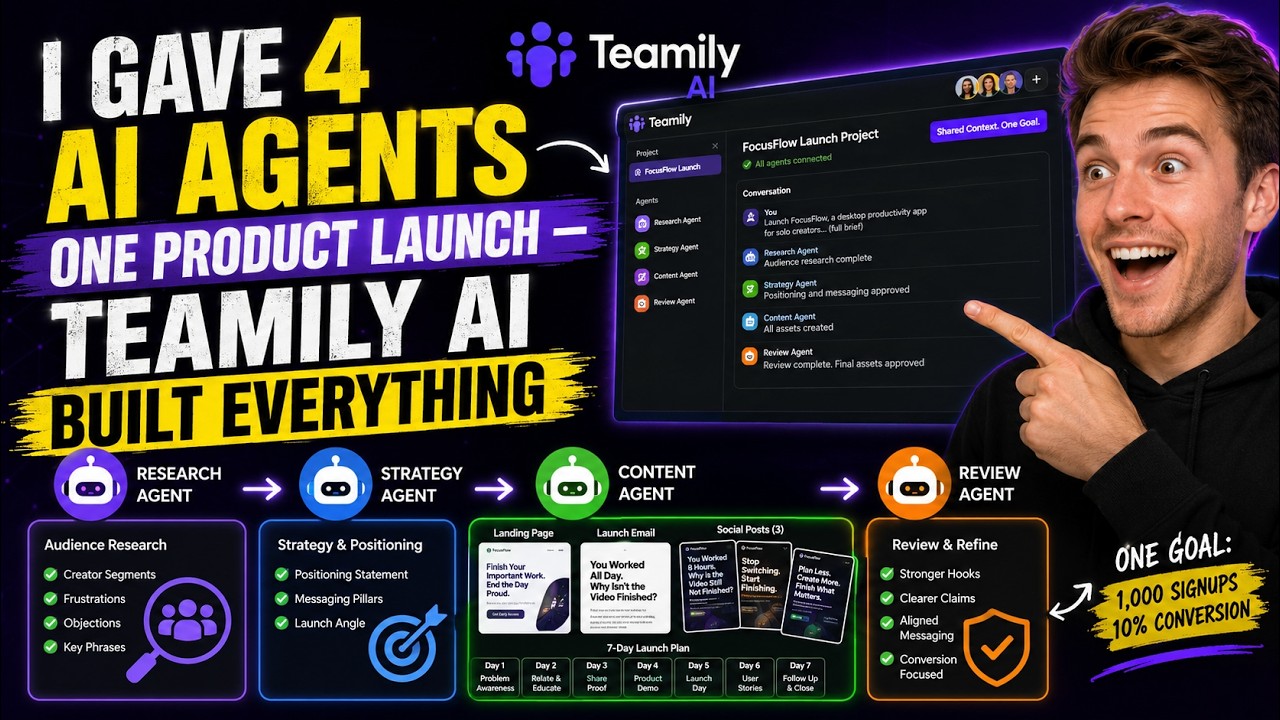 I GAVE 4
AI AGENTS
ONE PRODUCT LAUNCH –
TEAMILY AI
BUILT EVERYTHING
Teamily
AI
Teamily
+
Project
×
FocusFlow Launch
Agents
Research Agent
Strategy Agent
Content Agent
Review Agent
FocusFlow Launch Project
All agents connected
Shared Context. One Goal.
Conversation
You
Launch FocusFlow, a desktop productivity app
for solo creators... (full brief)
Research Agent
Audience research complete
Strategy Agent
Positioning and messaging approved
Content Agent
All assets created
Review Agent
Review complete. Final assets approved
RESEARCH
AGENT
STRATEGY
AGENT
CONTENT
AGENT
REVIEW
AGENT
Audience Research
Creator Segments
Frustrations
Objections
Key Phrases
Strategy & Positioning
Positioning Statement
Messaging Pillars
Launch Angle
Landing Page
FocusFlow
Finish Your
Important Work.
End the Day
Proud.
Get Early Access
Launch Email
You Worked
All Day.
Why Isn't the
Video Finished?
Social Posts (3)
FocusFlow
You Worked
8 Hours.
Why is the
Video Still
Not Finished?
FocusFlow
Stop
Switching.
Start
Finishing.
FocusFlow
Plan Less.
Create More.
Finish What
Matters.
7-Day Launch Plan
Day 1
Problem
Awareness
Day 2
Relate &
Educate
Day 3
Share
Proof
Day 4
Product
Demo
Day 5
Launch
Day
Day 6
User
Stories
Day 7
Follow Up
& Close
Review & Refine
Stronger Hooks
Clearer Claims
Aligned
Messaging
Conversion
Focused
ONE GOAL:
1,000 SIGNUPS
10% CONVERSION